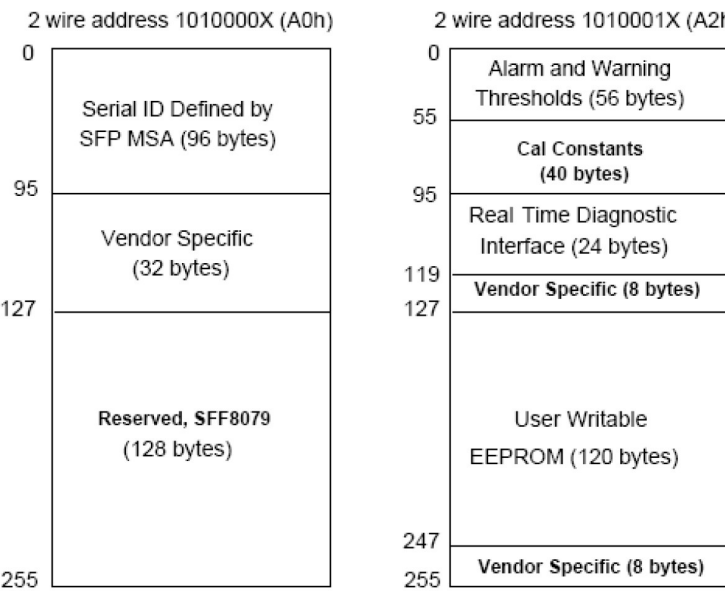 2 wire address 1010000X (A0h)
0
Serial ID Defined by
SFP MSA (96 bytes)
95
Vendor Specific
(32 bytes)
127
Reserved, SFF8079
(128 bytes)
255
2 wire address 1010001X (A2h
0
Alarm and Warning
Thresholds (56 bytes)
55
Cal Constants
(40 bytes)
95
Real Time Diagnostic
Interface (24 bytes)
119
Vendor Specific (8 bytes)
127
User Writable
EEPROM (120 bytes)
247
Vendor Specific (8 bytes)
255